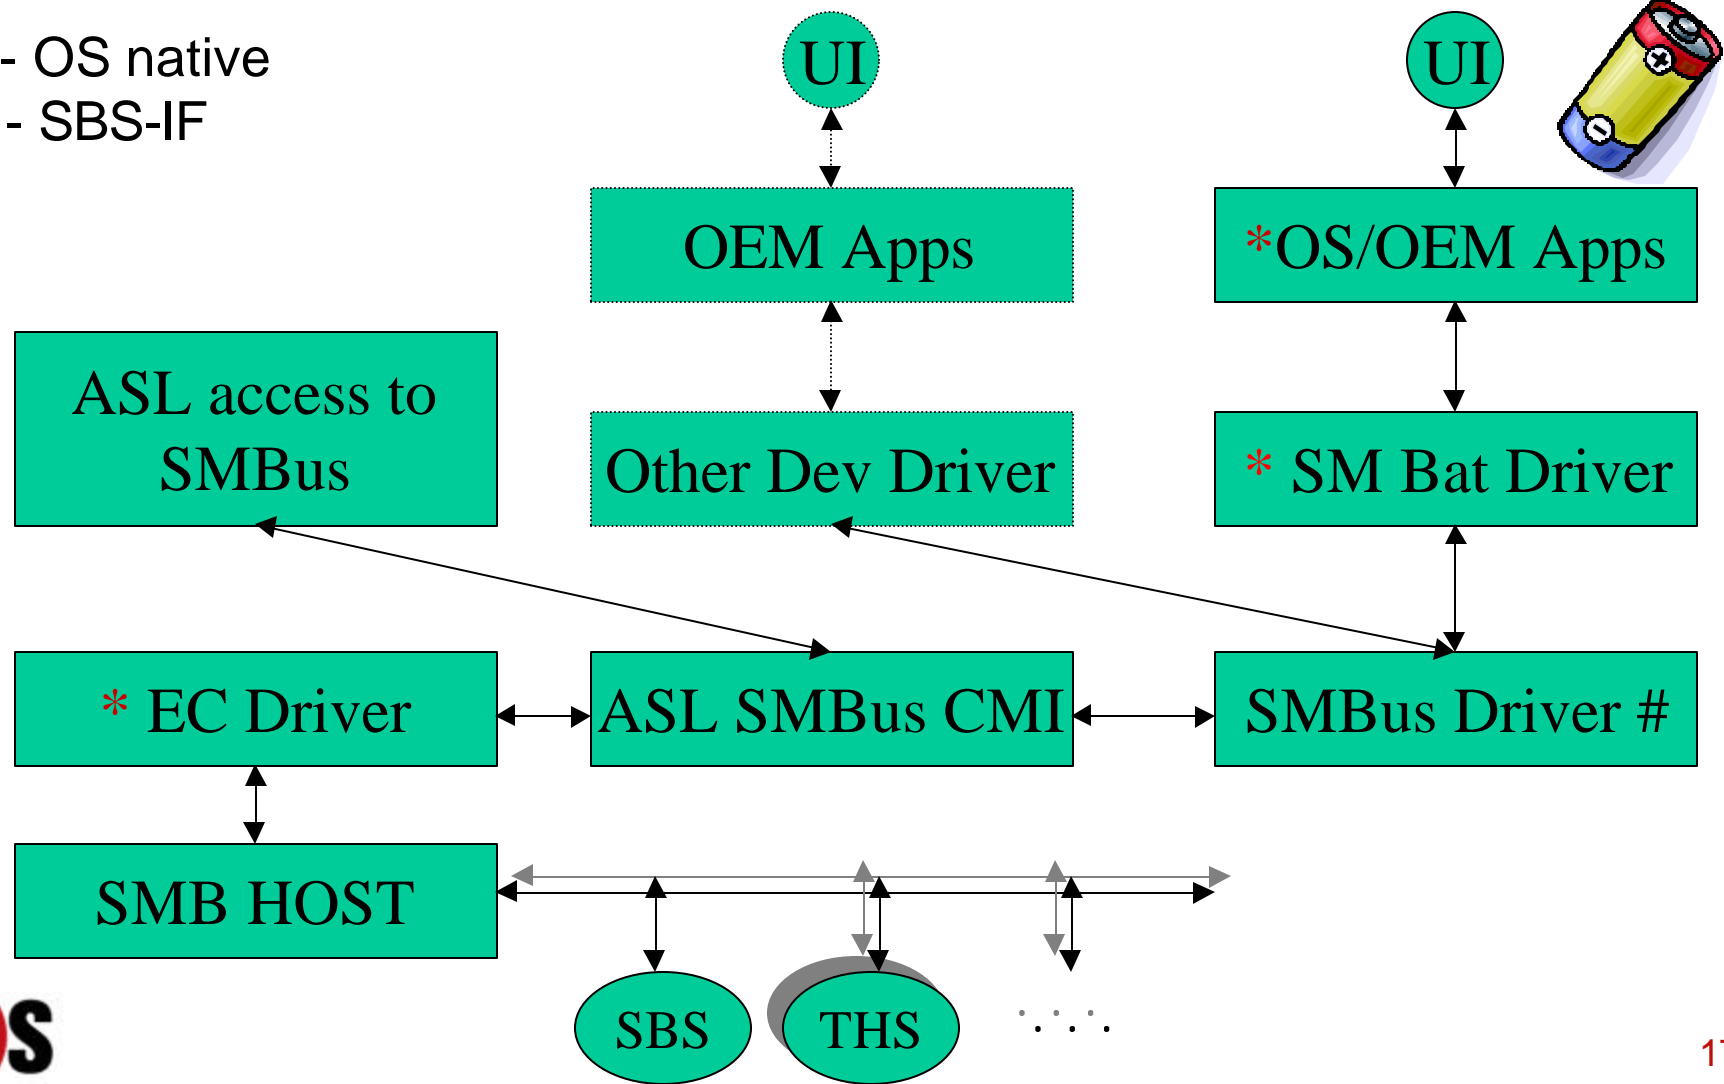 - OS native
- SBS-IF
UI
UI
OEM Apps
*OS/OEM Apps
ASL access to
SMBus
Other Dev Driver
* SM Bat Driver
* EC Driver
ASL SMBus CMI
SMBus Driver #
SMB HOST
SBS
THS
. . .
. . .
S
17